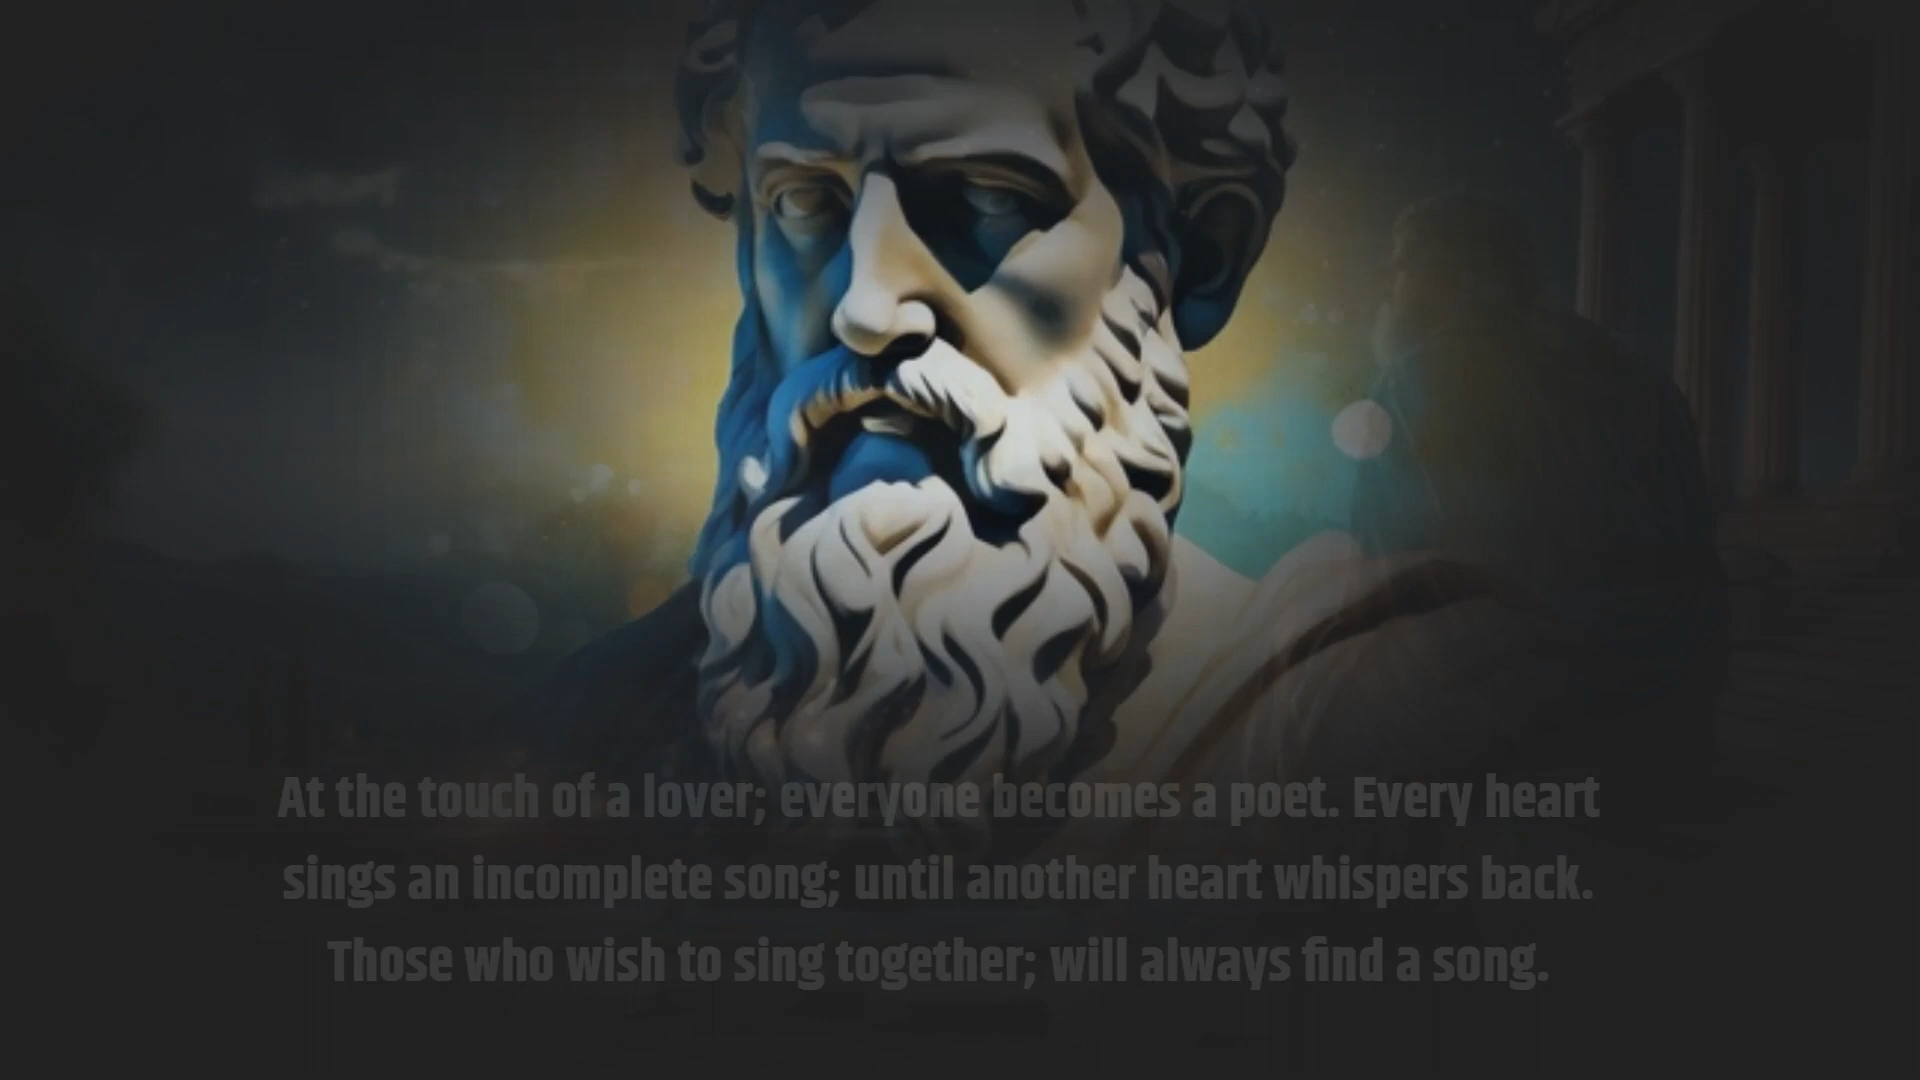 At the touch of a lover; everyone becomes a poet. Every heart
sings an incomplete song; until another heart whispers back.
Those who wish to sing together; will always find a song.